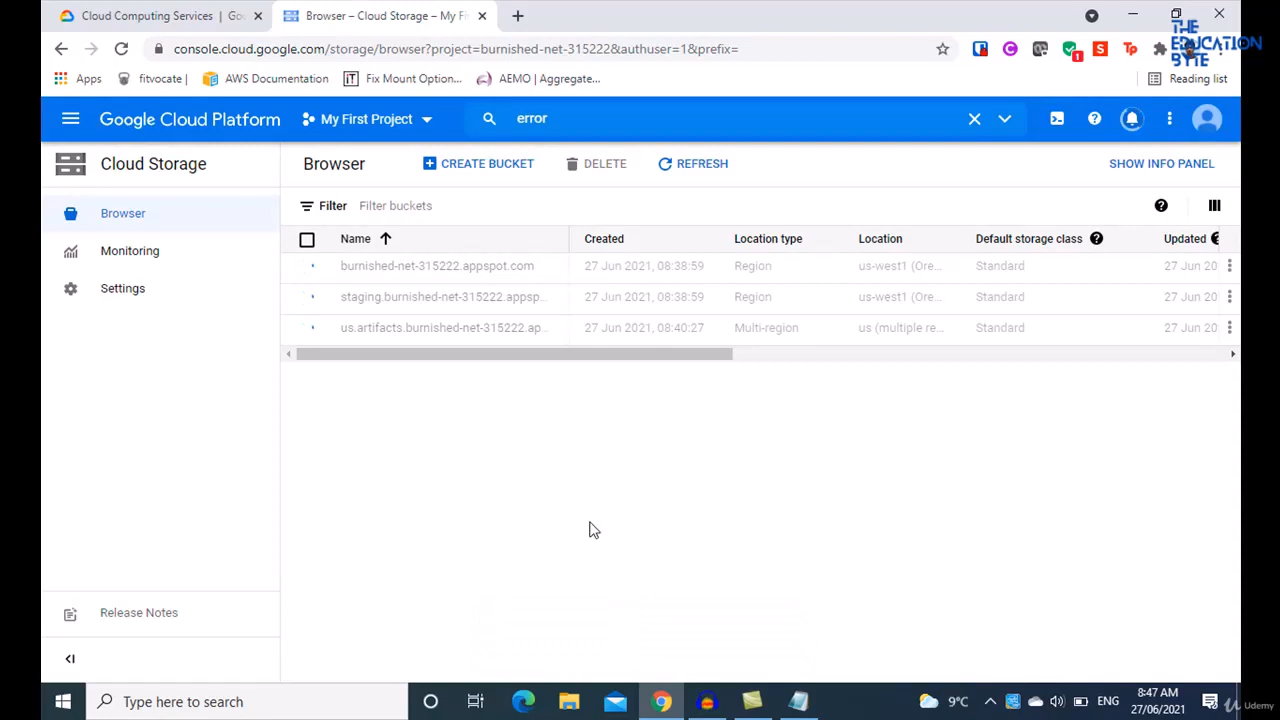 Cloud Computing Services | Goo
Browser – Cloud Storage – My Fi
THE
EDUCATION
BYTE
console.cloud.google.com/storage/browser?project=burnished-net-315222&authuser=1&prefix=
1
Apps
fitvocate |
AWS Documentation
Fix Mount Option...
AEMO | Aggregate...
Reading list
Google Cloud Platform
My First Project
error
Cloud Storage
Browser
CREATE BUCKET
DELETE
REFRESH
SHOW INFO PANEL
Browser
Monitoring
Settings
Filter
Filter buckets
Name
Created
Location type
Location
Default storage class
Updated
burnished-net-315222.appspot.com
27 Jun 2021, 08:38:59
Region
us-west1 (Ore...
Standard
27 Jun 20
staging.burnished-net-315222.appsp...
27 Jun 2021, 08:38:59
Region
us-west1 (Ore...
Standard
27 Jun 20
us.artifacts.burnished-net-315222.ap...
27 Jun 2021, 08:40:27
Multi-region
us (multiple re...
Standard
27 Jun 20
Release Notes
Type here to search
9°C
ENG
8:47 AM
27/06/2021
Udemy